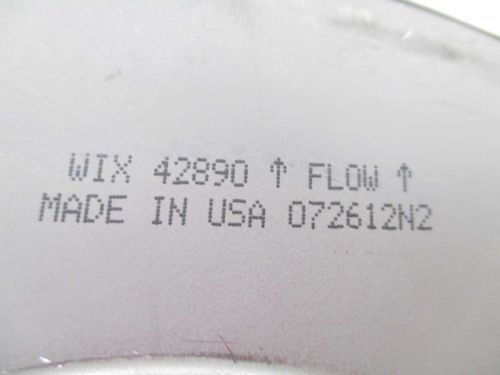 WIX 42890 ↑ FLOW ↑
MADE IN USA 072612N2